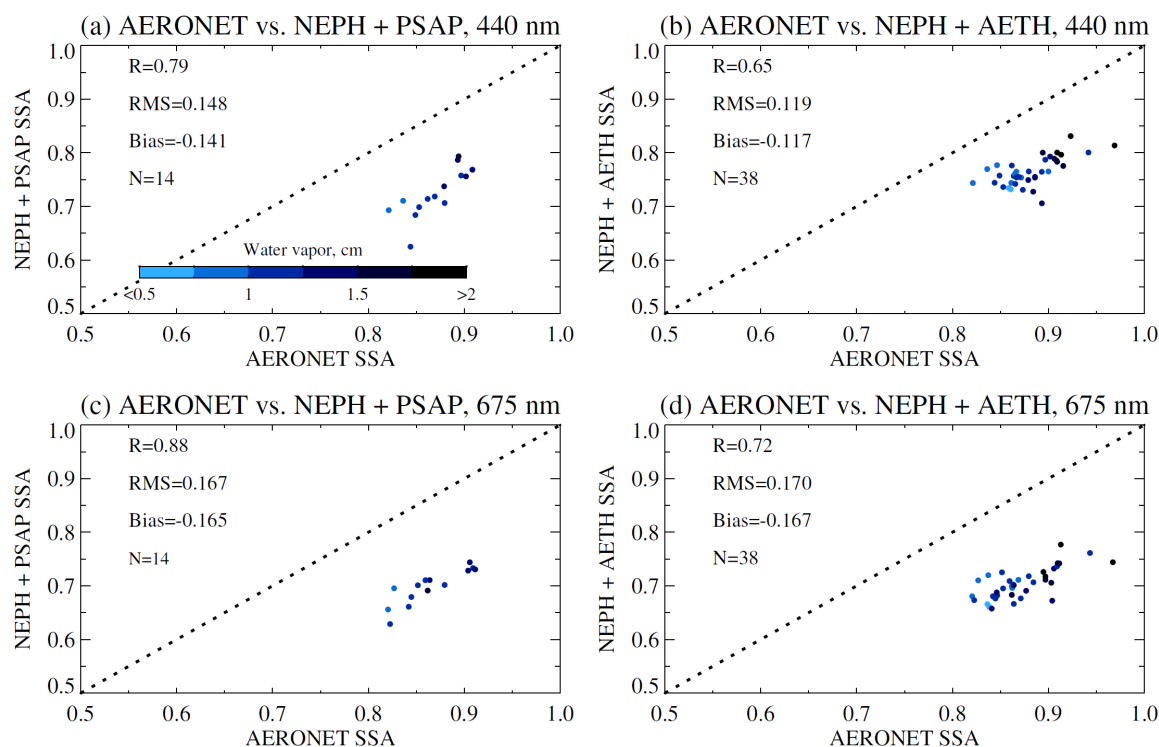 (a) AERONET vs. NEPH + PSAP, 440 nm
1.0
0.9
0.8
0.7
0.6
0.5
NEPH + PSAP SSA
R=0.79
RMS=0.148
Bias=-0.141
N=14
Water vapor, cm
<0.5 1 1.5 >2
0.5 0.6 0.7 0.8 0.9 1.0
AERONET SSA
(b) AERONET vs. NEPH + AETH, 440 nm
1.0
0.9
0.8
0.7
0.6
0.5
NEPH + AETH SSA
R=0.65
RMS=0.119
Bias=-0.117
N=38
0.5 0.6 0.7 0.8 0.9 1.0
AERONET SSA
(c) AERONET vs. NEPH + PSAP, 675 nm
1.0
0.9
0.8
0.7
0.6
0.5
NEPH + PSAP SSA
R=0.88
RMS=0.167
Bias=-0.165
N=14
0.5 0.6 0.7 0.8 0.9 1.0
AERONET SSA
(d) AERONET vs. NEPH + AETH, 675 nm
1.0
0.9
0.8
0.7
0.6
0.5
NEPH + AETH SSA
R=0.72
RMS=0.170
Bias=-0.167
N=38
0.5 0.6 0.7 0.8 0.9 1.0
AERONET SSA